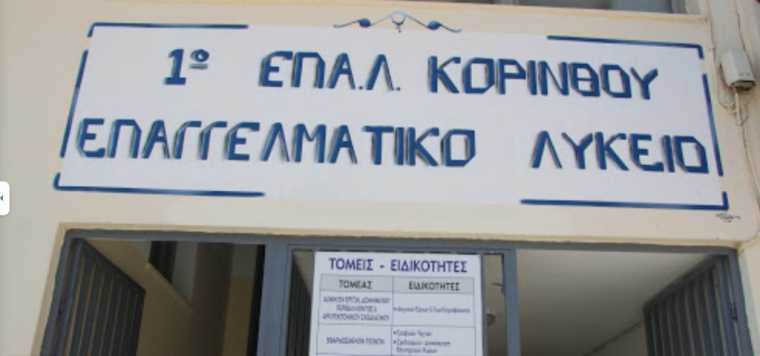 1º ΕΠΑ.Λ. ΚΟΡΙΝΘΟΥ
ΕΠΑΓΓΕΛΜΑΤΙΚΟ ΛΥΚΕΙΟ
ΤΟΜΕΙΣ - ΕΙΔΙΚΟΤΗΤΕΣ
ΤΟΜΕΑΣ ΕΙΔΙΚΟΤΗΤΕΣ